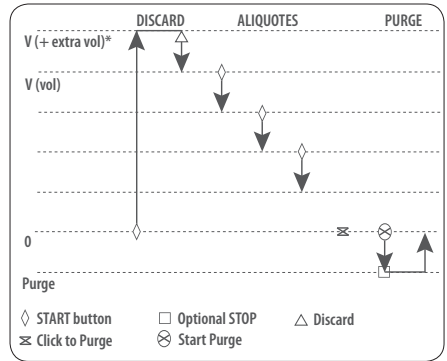 DISCARD ALIQUOTES PURGE
V (+ extra vol)*
V (vol)
0
Purge
START button Optional STOP Discard
Click to Purge Start Purge